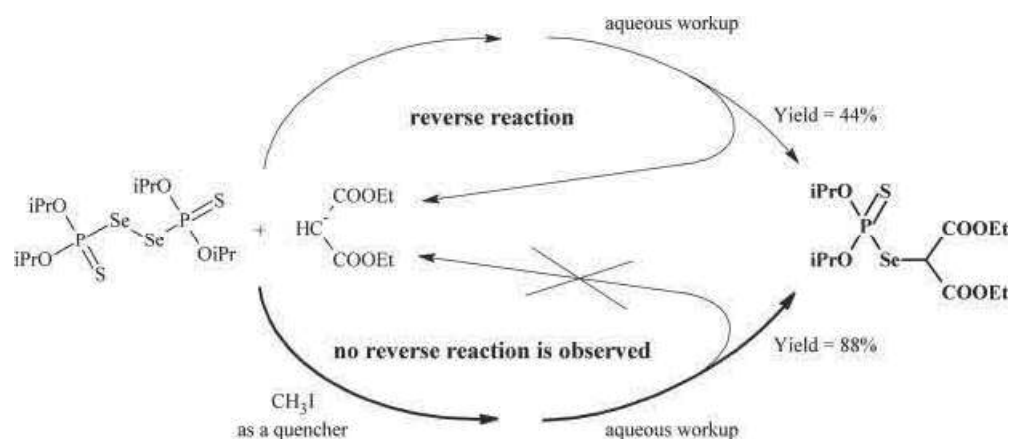 aqueous workup
reverse reaction
Yield = 44%
iPrO
iPrO
P
S
Se
Se
iPrO
P
S
OiPr
+
HC
-
COOEt
COOEt
iPrO
S
P
iPrO
Se
COOEt
COOEt
no reverse reaction is observed
Yield = 88%
CH3I
as a quencher
aqueous workup